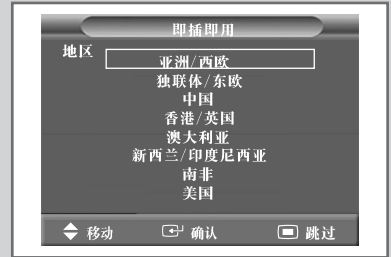 即插即用
地区
亚洲/西欧
独联体/东欧
中国
香港/英国
澳大利亚
新西兰/印度尼西亚
南非
美国
移动 确认 跳过